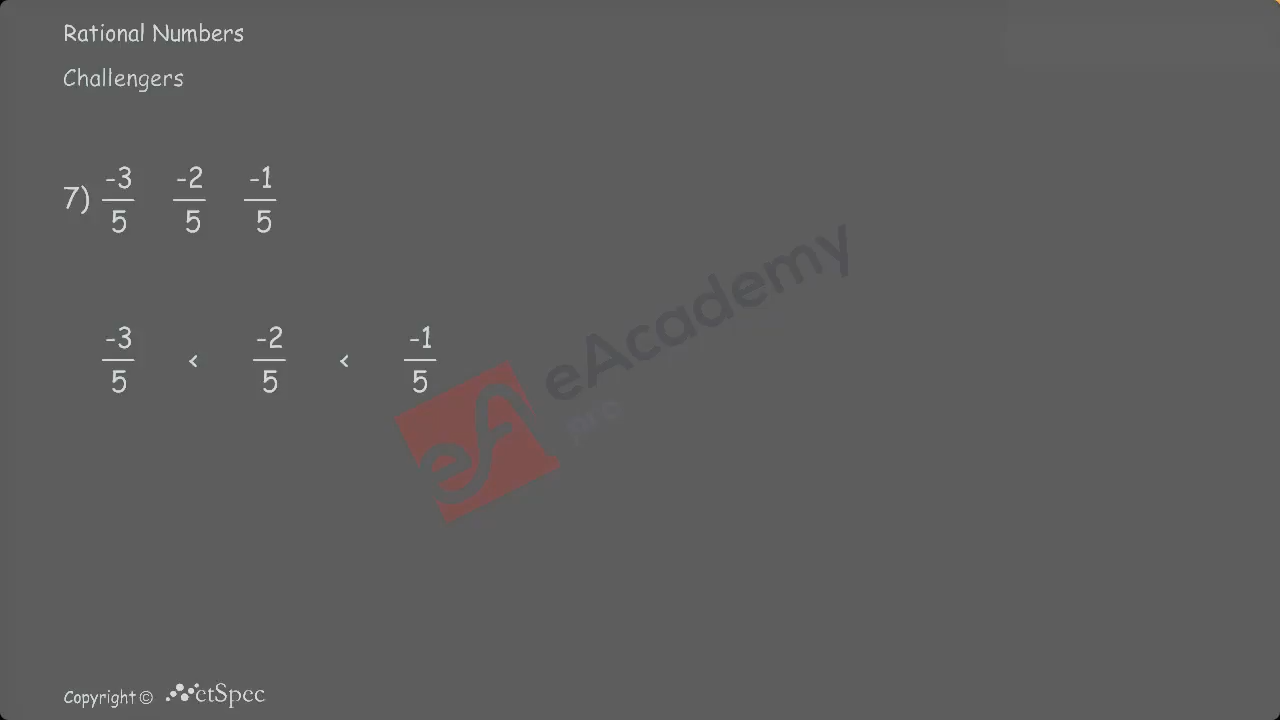 Rational Numbers
Challengers
7) -3/5 -2/5 -1/5
-3/5 < -2/5 < -1/5
eAcademy
Copyright © etSpec